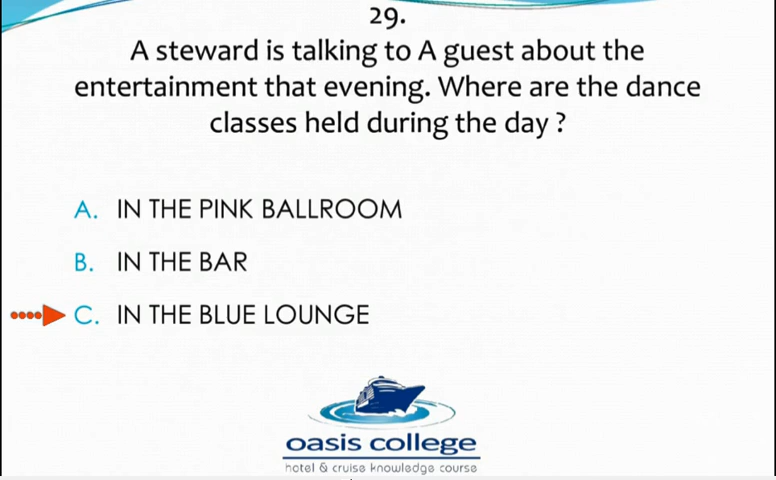 29.
A steward is talking to A guest about the
entertainment that evening. Where are the dance
classes held during the day ?
A. IN THE PINK BALLROOM
B. IN THE BAR
C. IN THE BLUE LOUNGE
oasis college
hotel & cruise knowledge course